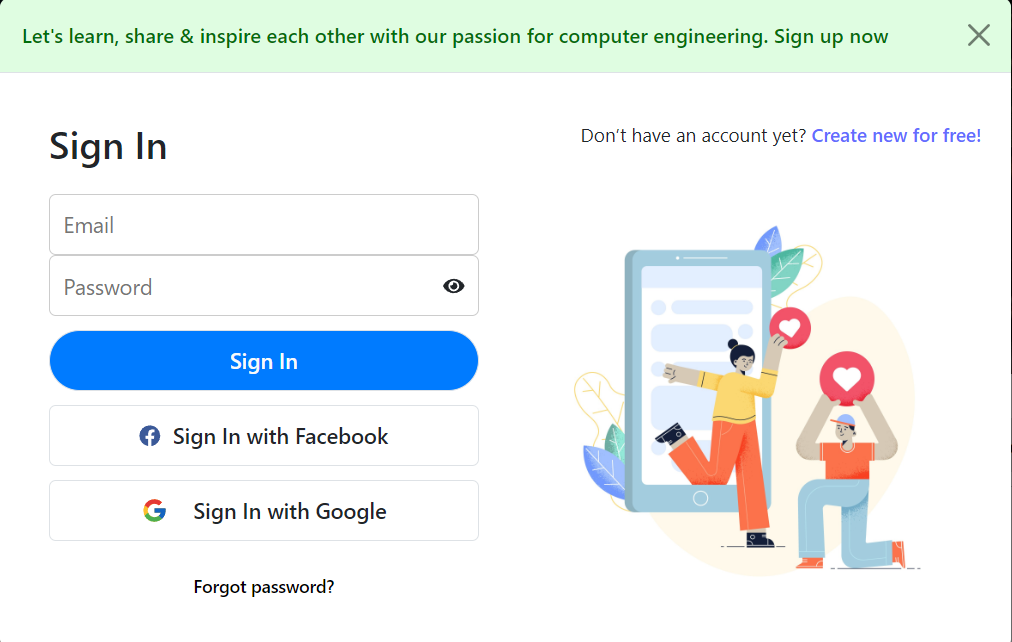 Let's learn, share & inspire each other with our passion for computer engineering. Sign up now
Sign In
Don’t have an account yet? Create new for free!
Email
Password
Sign In
Sign In with Facebook
Sign In with Google
Forgot password?